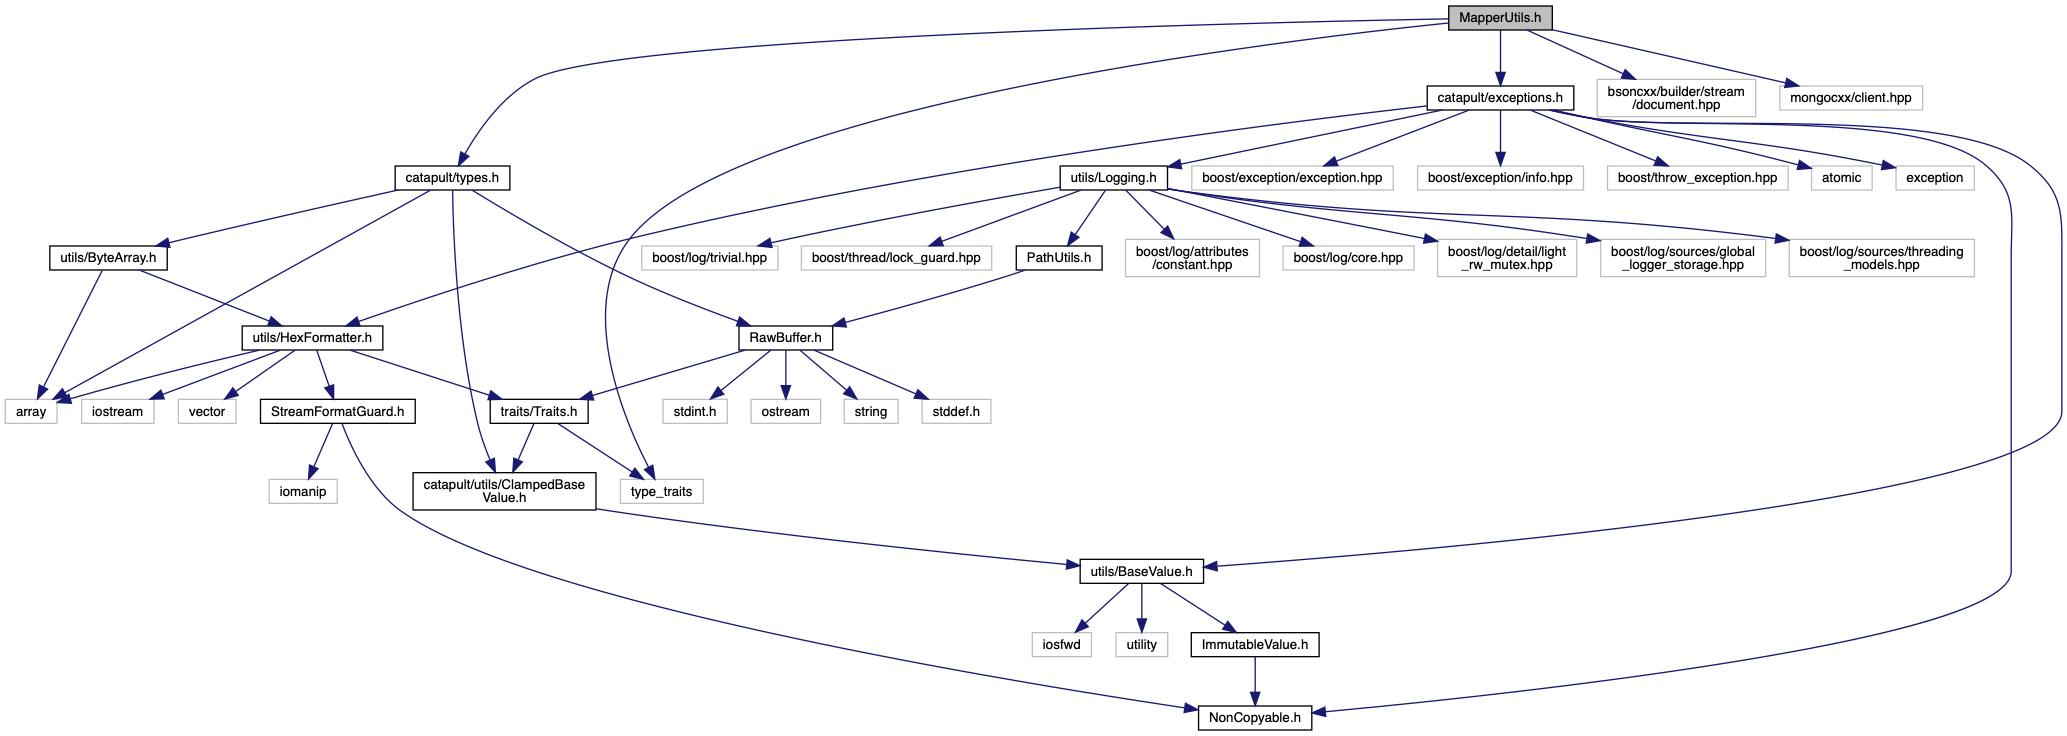 MapperUtils.h
catapult/exceptions.h
bsoncxx/builder/stream
/document.hpp
mongocxx/client.hpp
catapult/types.h
utils/Logging.h
boost/exception/exception.hpp
boost/exception/info.hpp
boost/throw_exception.hpp
atomic
exception
utils/ByteArray.h
boost/log/trivial.hpp
boost/thread/lock_guard.hpp
PathUtils.h
boost/log/attributes
/constant.hpp
boost/log/core.hpp
boost/log/detail/light
_rw_mutex.hpp
boost/log/sources/global
_logger_storage.hpp
boost/log/sources/threading
_models.hpp
utils/HexFormatter.h
RawBuffer.h
array
iostream
vector
StreamFormatGuard.h
traits/Traits.h
stdint.h
ostream
string
stddef.h
iomanip
catapult/utils/ClampedBase
Value.h
type_traits
utils/BaseValue.h
iosfwd
utility
ImmutableValue.h
NonCopyable.h